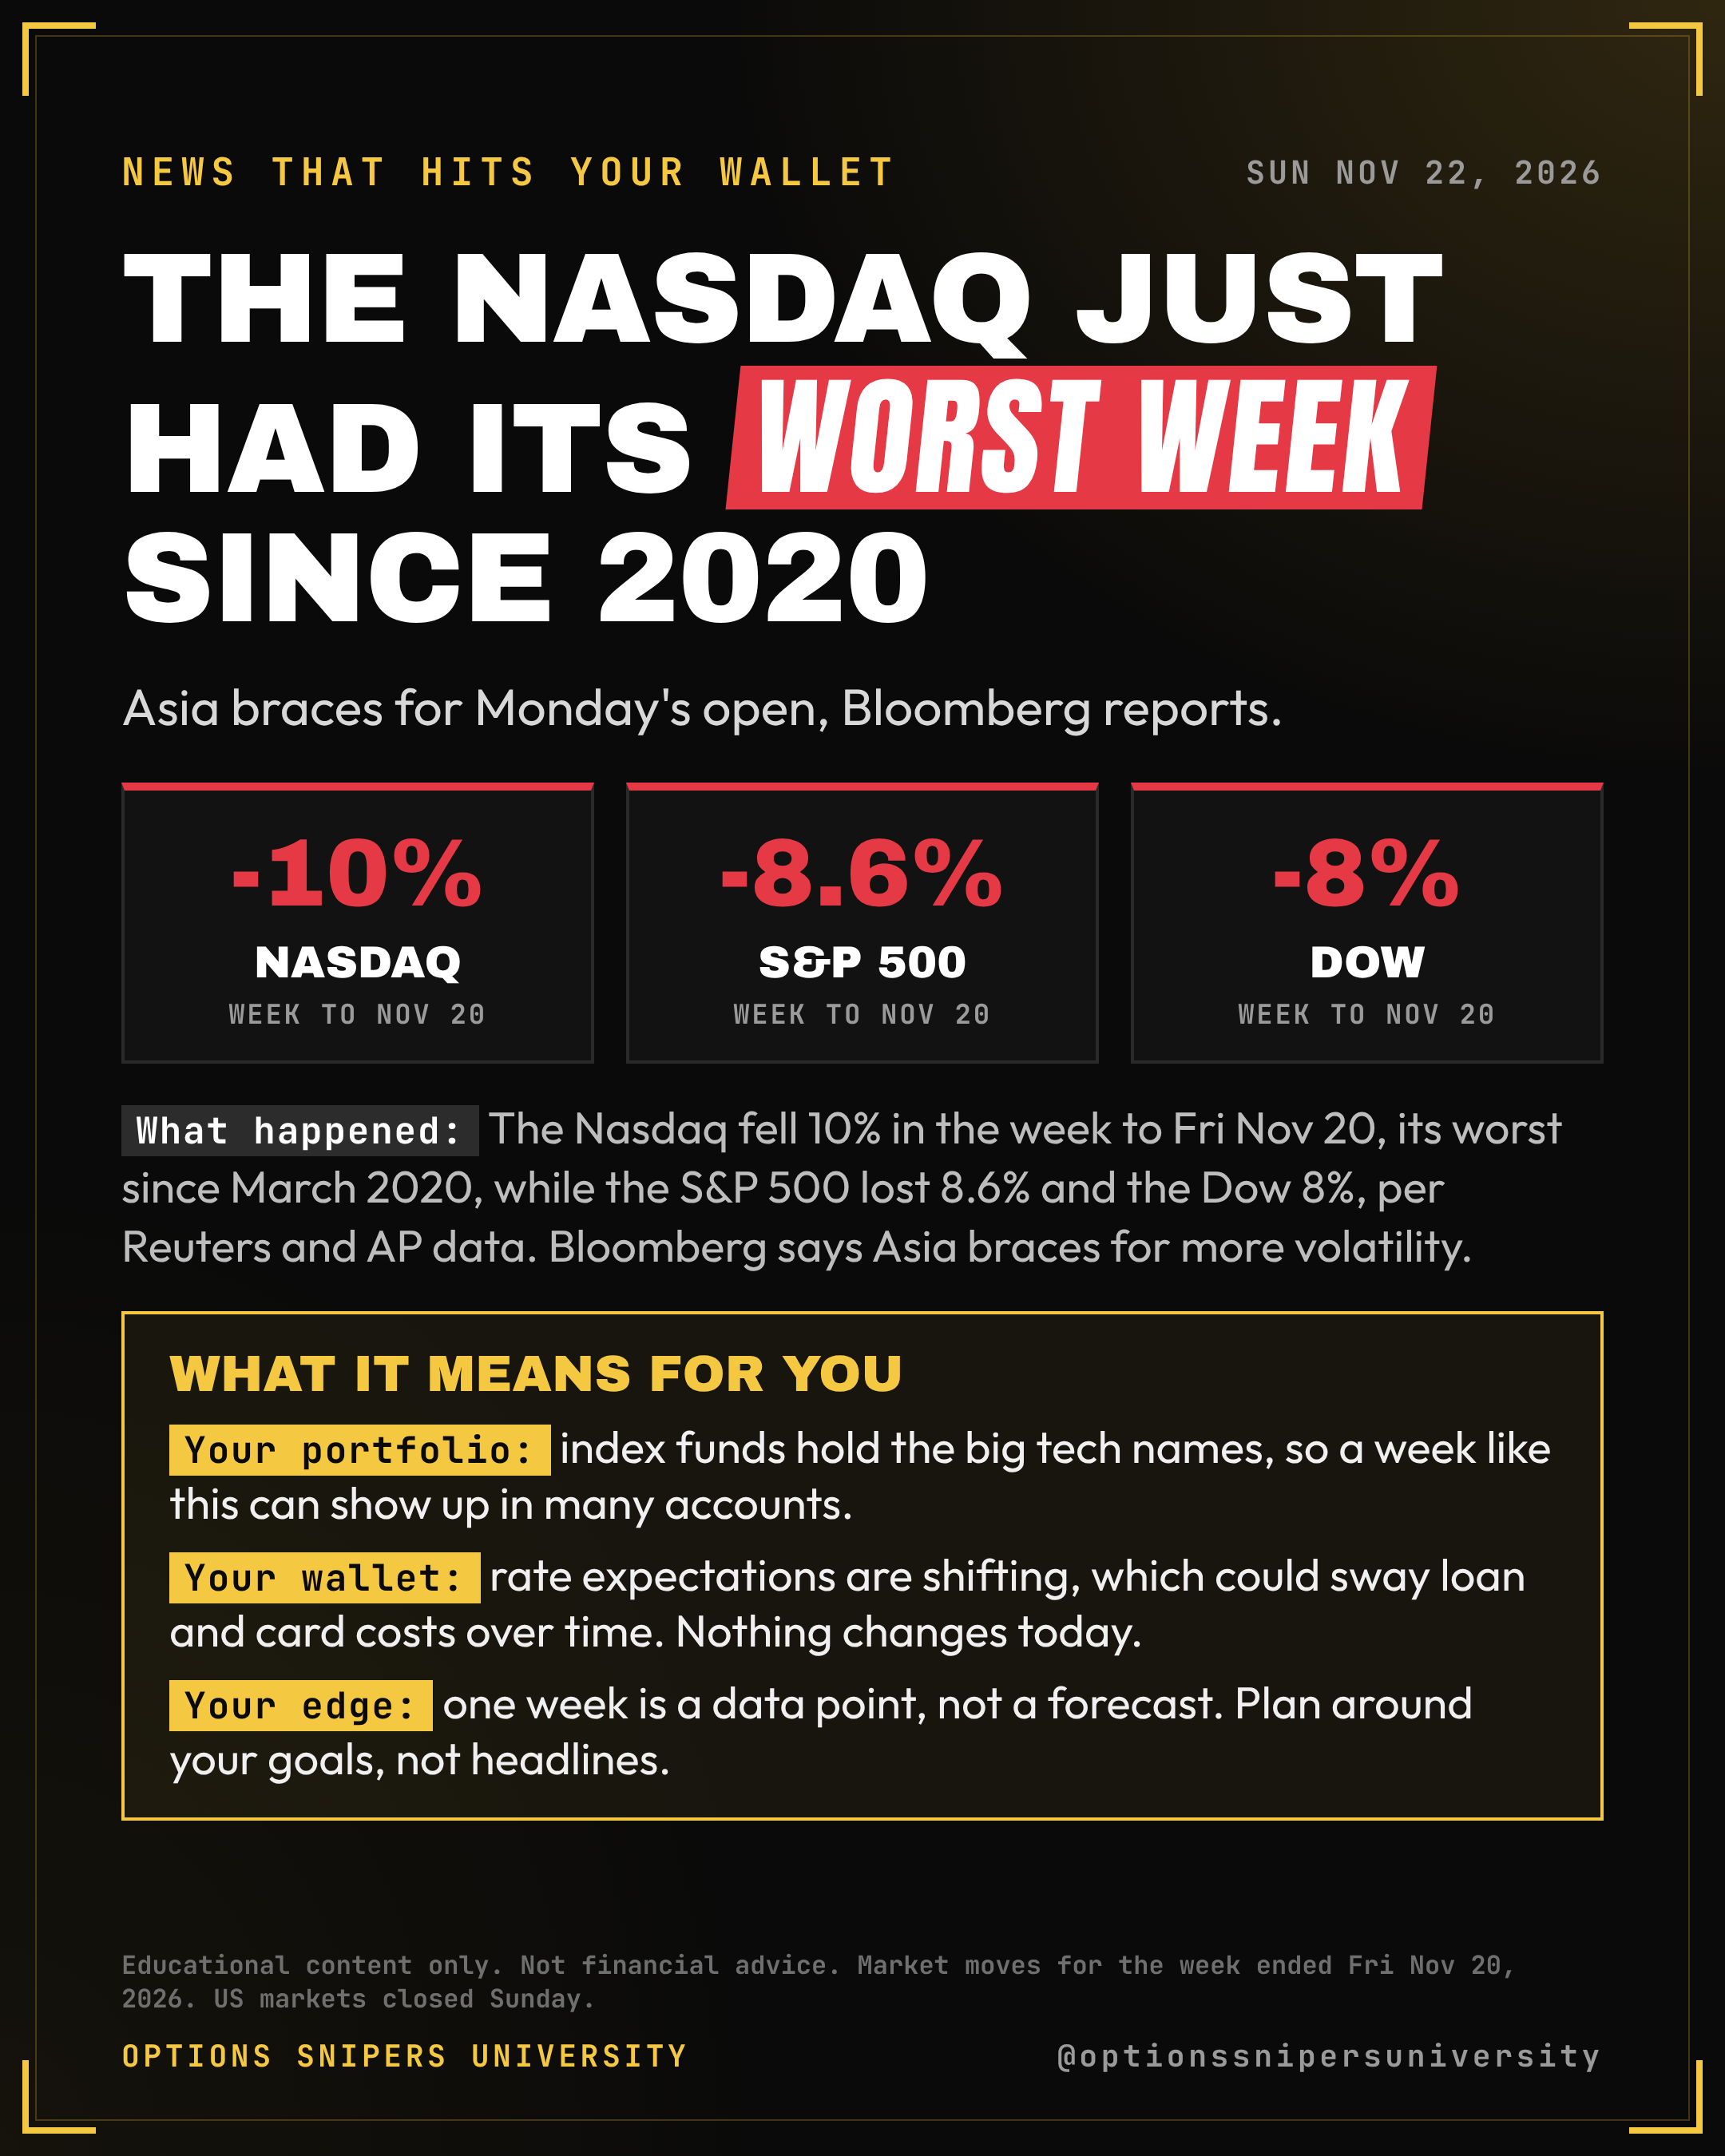 NEWS THAT HITS YOUR WALLET
SUN NOV 22, 2026
THE NASDAQ JUST
HAD ITS WORST WEEK
SINCE 2020
Asia braces for Monday's open, Bloomberg reports.
-10%
NASDAQ
WEEK TO NOV 20
-8.6%
S&P 500
WEEK TO NOV 20
-8%
DOW
WEEK TO NOV 20
What happened: The Nasdaq fell 10% in the week to Fri Nov 20, its worst
since March 2020, while the S&P 500 lost 8.6% and the Dow 8%, per
Reuters and AP data. Bloomberg says Asia braces for more volatility.
WHAT IT MEANS FOR YOU
Your portfolio: index funds hold the big tech names, so a week like
this can show up in many accounts.
Your wallet: rate expectations are shifting, which could sway loan
and card costs over time. Nothing changes today.
Your edge: one week is a data point, not a forecast. Plan around
your goals, not headlines.
Educational content only. Not financial advice. Market moves for the week ended Fri Nov 20,
2026. US markets closed Sunday.
OPTIONS SNIPERS UNIVERSITY
@optionssnipersuniversity